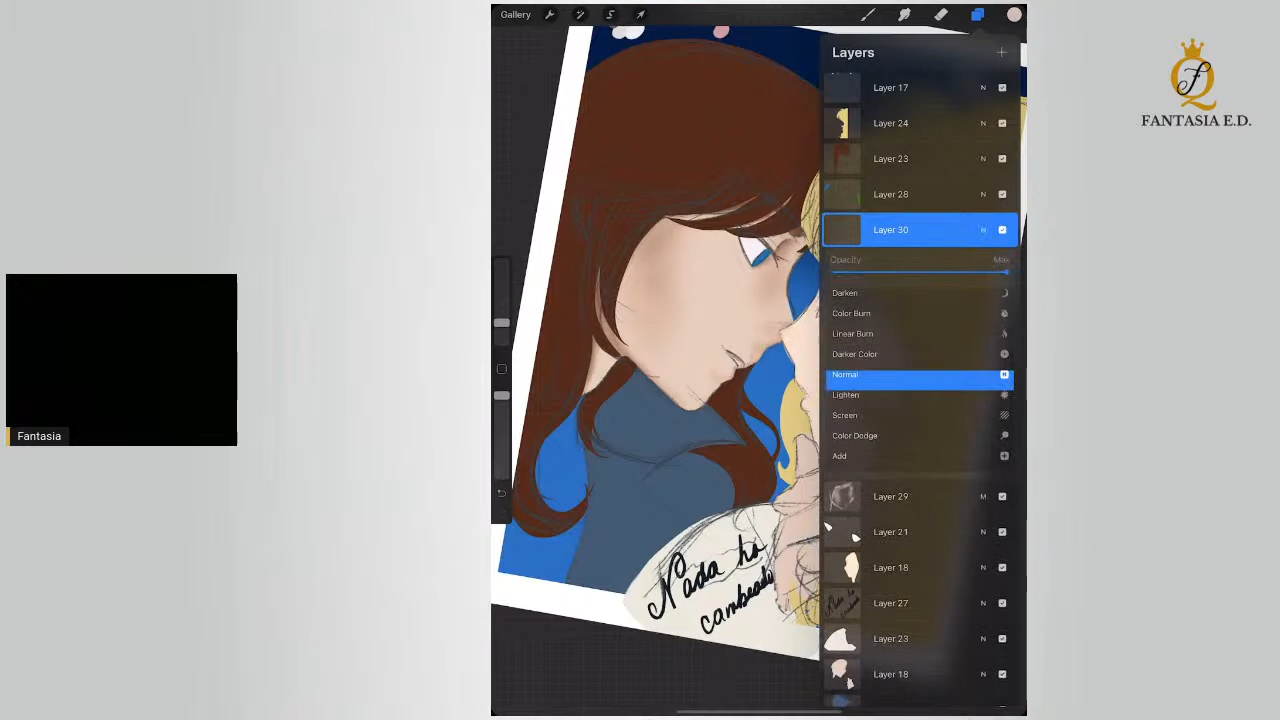 Gallery
Layers
Layer 17 N
Layer 24 N
Layer 23 N
Layer 28 N
Layer 30 N
Opacity Max
Darken
Color Burn
Linear Burn
Darker Color
Normal N
Lighten
Screen
Color Dodge
Add
Layer 29 M
Layer 21 N
Layer 18 N
Layer 27 N
Layer 23 N
Layer 18 N
Nada ha
cambeado
Fantasia
FANTASIA E.D.